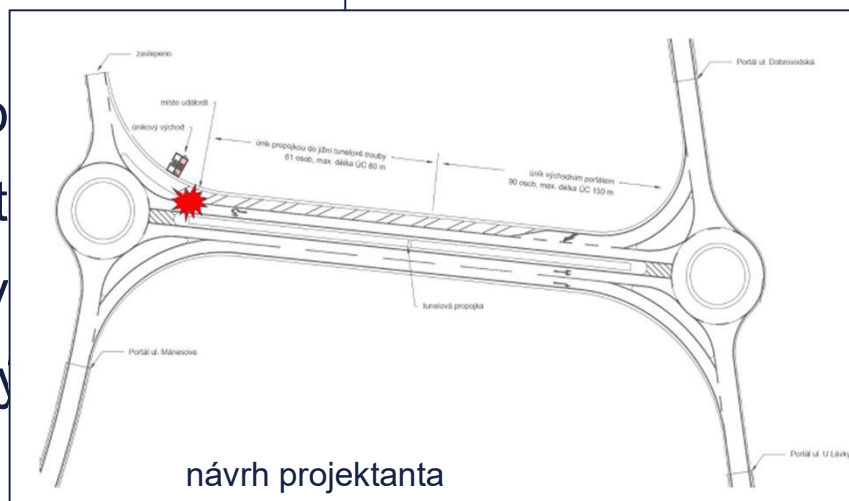 zaslepeno
Portál ul. Dobrovodská
místo události
únikový východ
únik propojkou do jižní tunelové trouby
61 osob, max. délka ÚC 80 m
únik východním portálem
90 osob, max. délka ÚC 150 m
tunelová propojka
Portál ul. Mánesova
Portál ul. U Lávky
návrh projektanta